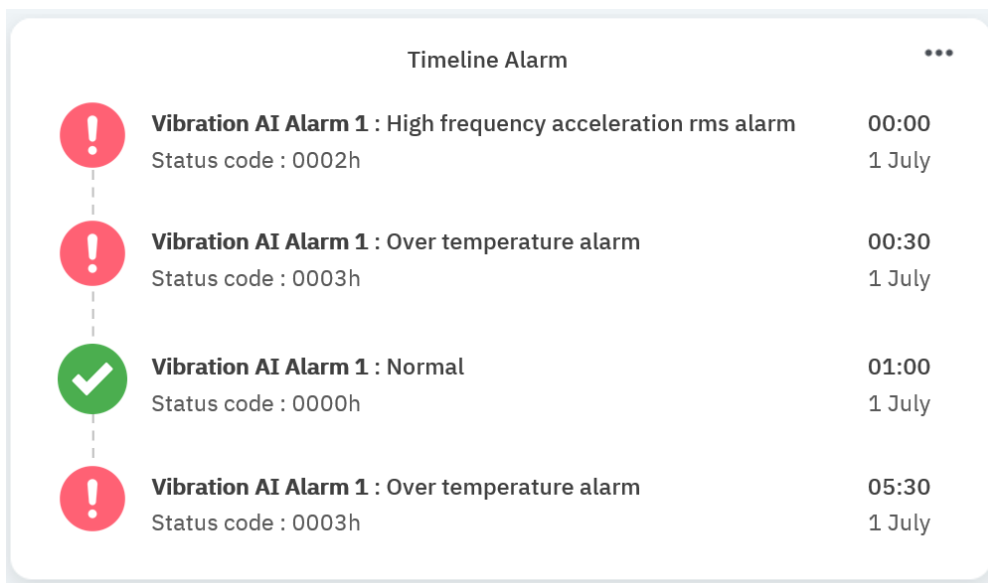 Timeline Alarm
Vibration AI Alarm 1 : High frequency acceleration rms alarm 00:00
Status code : 0002h 1 July
Vibration AI Alarm 1 : Over temperature alarm 00:30
Status code : 0003h 1 July
Vibration AI Alarm 1 : Normal 01:00
Status code : 0000h 1 July
Vibration AI Alarm 1 : Over temperature alarm 05:30
Status code : 0003h 1 July